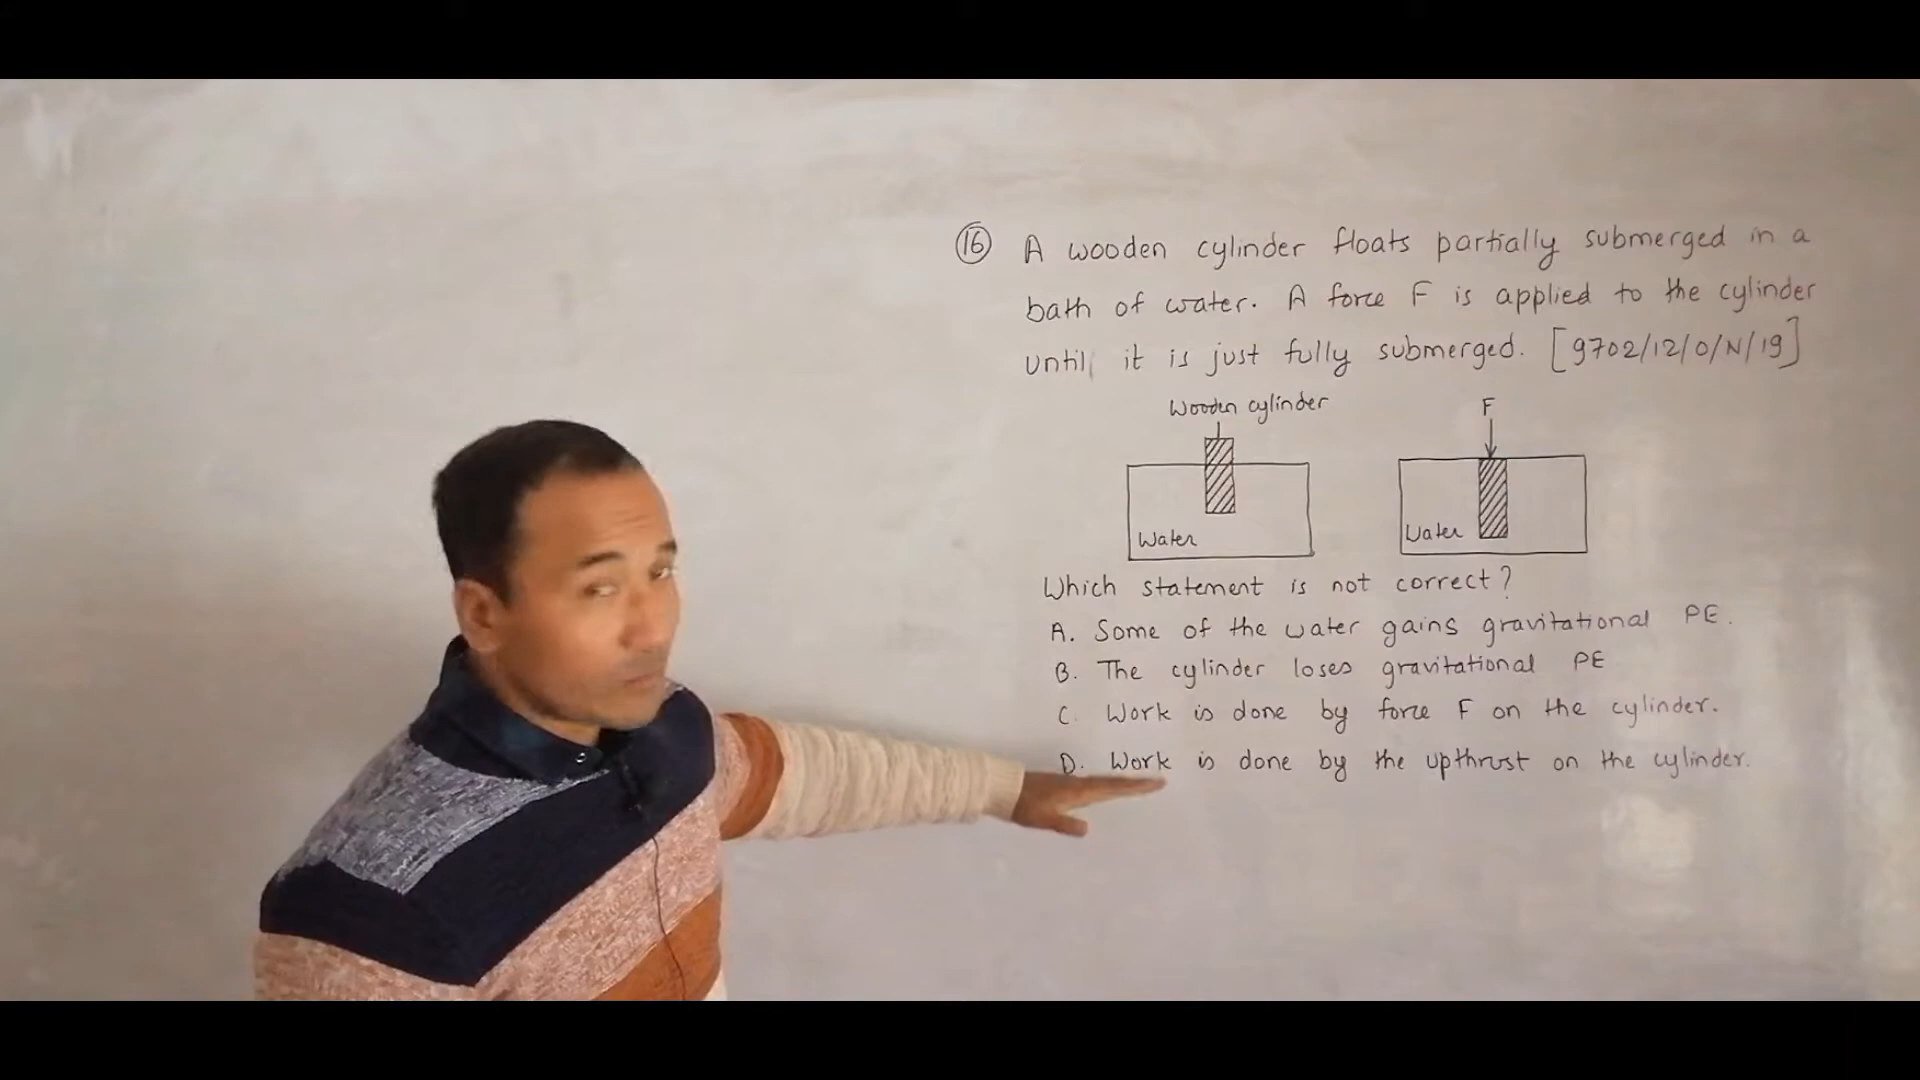 16 A wooden cylinder floats partially submerged in a
bath of water. A force F is applied to the cylinder
until it is just fully submerged. [9702/12/O/N/19]
Wooden cylinder
F
Water
Water
Which statement is not correct?
A. Some of the water gains gravitational PE.
B. The cylinder loses gravitational PE
C. Work is done by force F on the cylinder.
D. Work is done by the upthrust on the cylinder.